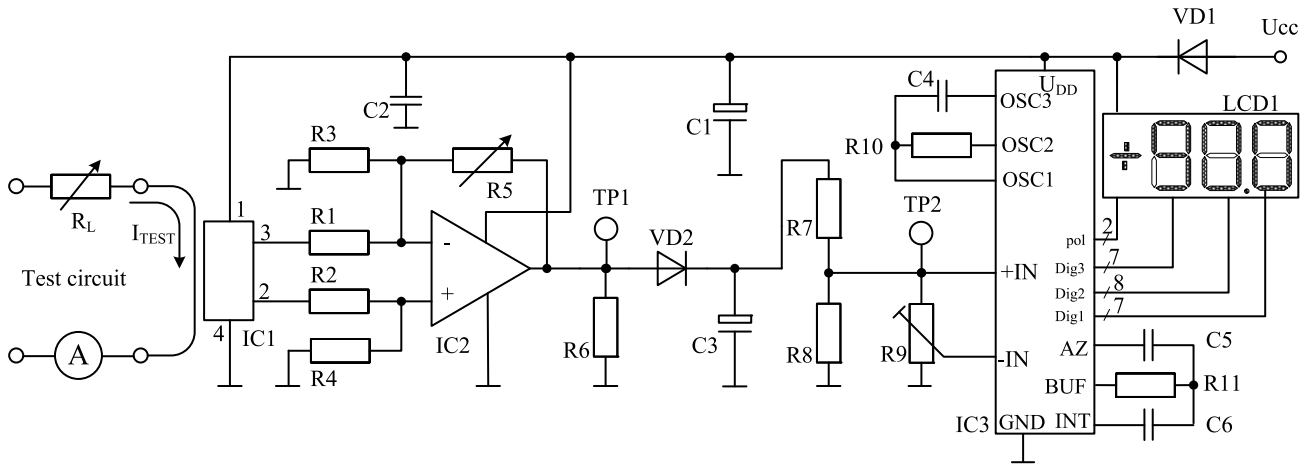 VD1
Ucc
C2
C1
C4
U_DD
OSC3
LCD1
R3
R5
R10
OSC2
OSC1
R_L
I_TEST
1
3
R1
-
TP1
VD2
R7
TP2
2
pol
7
Dig3
8
Dig2
7
Dig1
Test circuit
2
R2
+
+IN
4
IC1
R4
IC2
R6
C3
R8
R9
-IN
AZ
C5
A
BUF
R11
IC3
GND
INT
C6